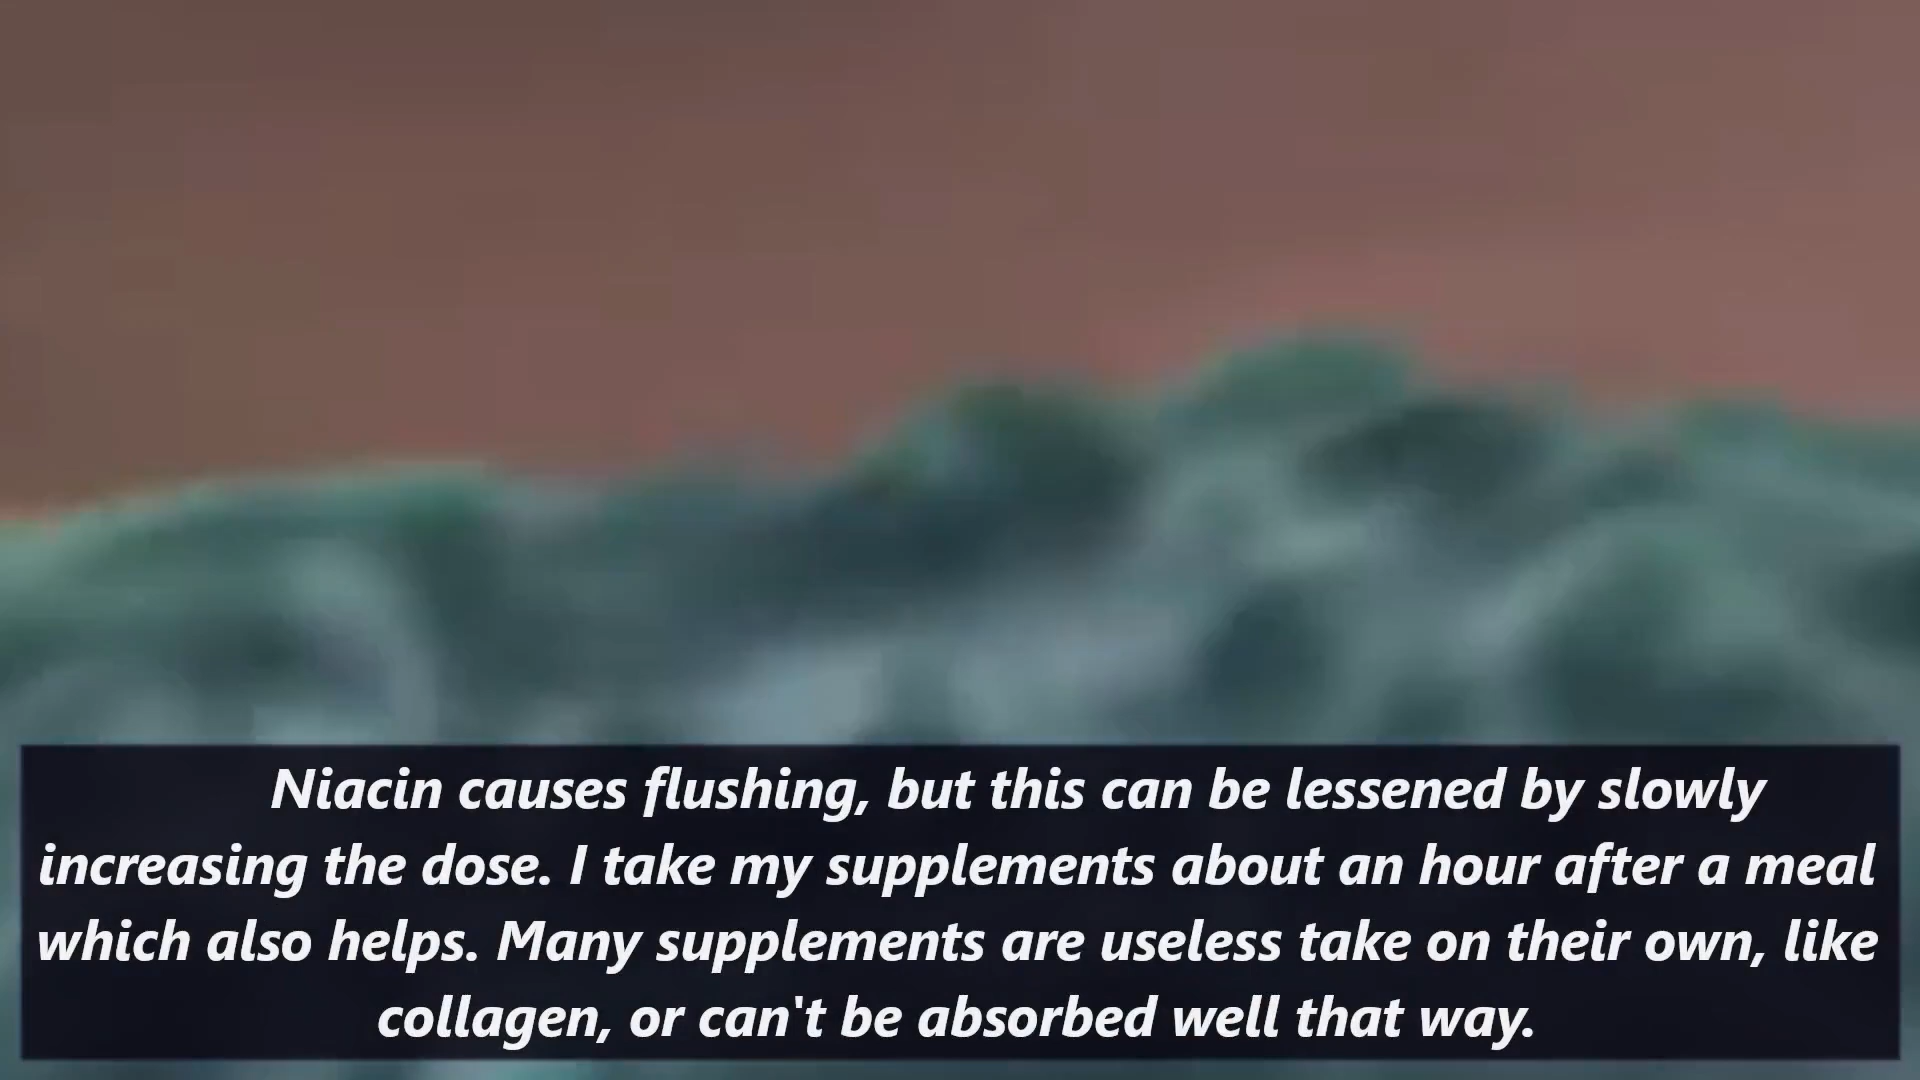 Niacin causes flushing, but this can be lessened by slowly
increasing the dose. I take my supplements about an hour after a meal
which also helps. Many supplements are useless take on their own, like
collagen, or can't be absorbed well that way.